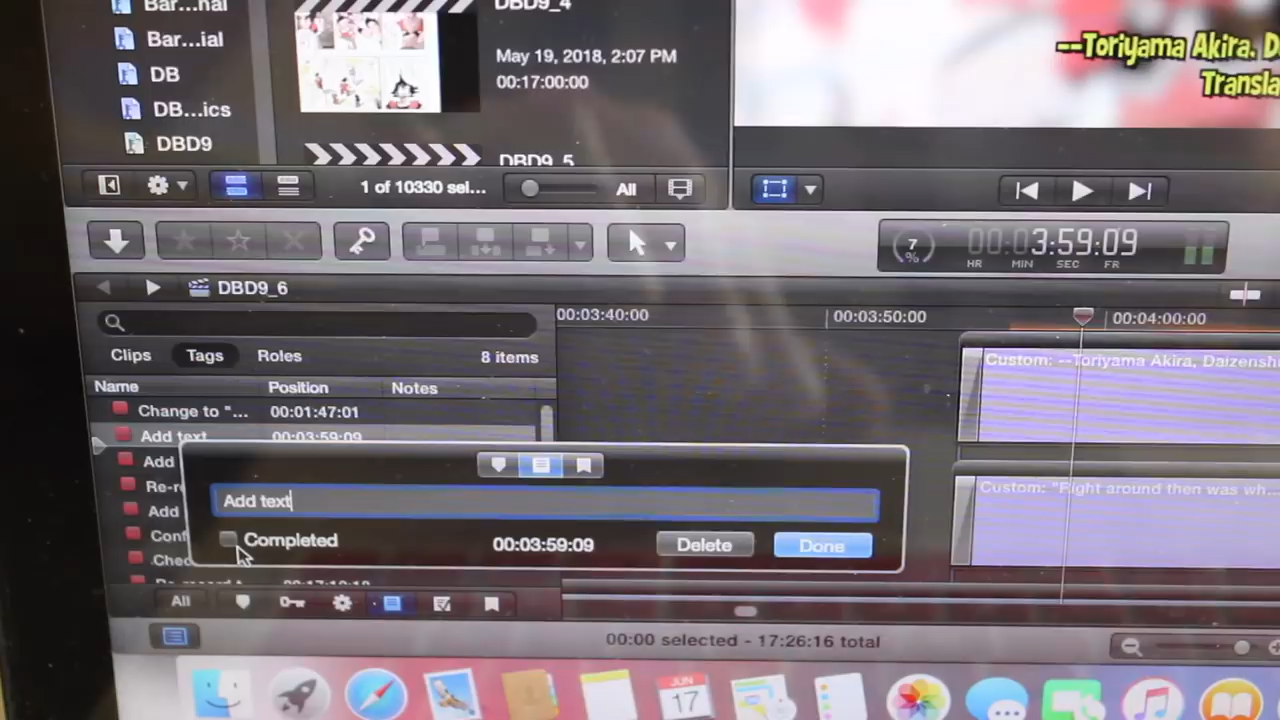 Bar...nal
DBD9_4
Bar...ial
--Toriyama Akira. D
May 19, 2018, 2:07 PM
DB
00:17:00:00
Transla
DB...ics
DBD9
DBD9_5
1 of 10330 sel...
All
7
%
00:03:59:09
HR MIN SEC FR
DBD9_6
00:03:40:00
00:03:50:00
00:04:00:00
Clips
Tags
Roles
8 items
Custom: --Toriyama Akira, Daizensh
Name
Position
Notes
Change to "...
00:01:47:01
Add text
00:03:59:09
Add
Re-r
Custom: "Right around then was wh...
Add text
Add
Conf
Completed
00:03:59:09
Delete
Done
Chec
All
00:00 selected - 17:26:16 total
JUN
17